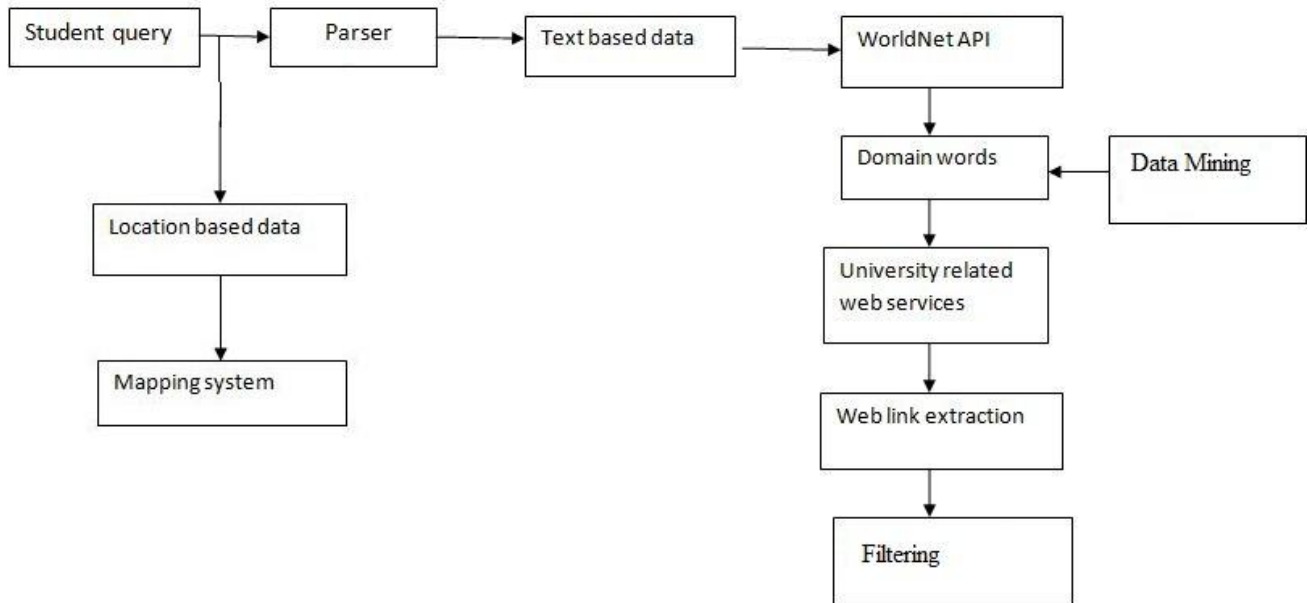 Student query
Parser
Text based data
WorldNet API
Domain words
Data Mining
Location based data
University related
web services
Mapping system
Web link extraction
Filtering